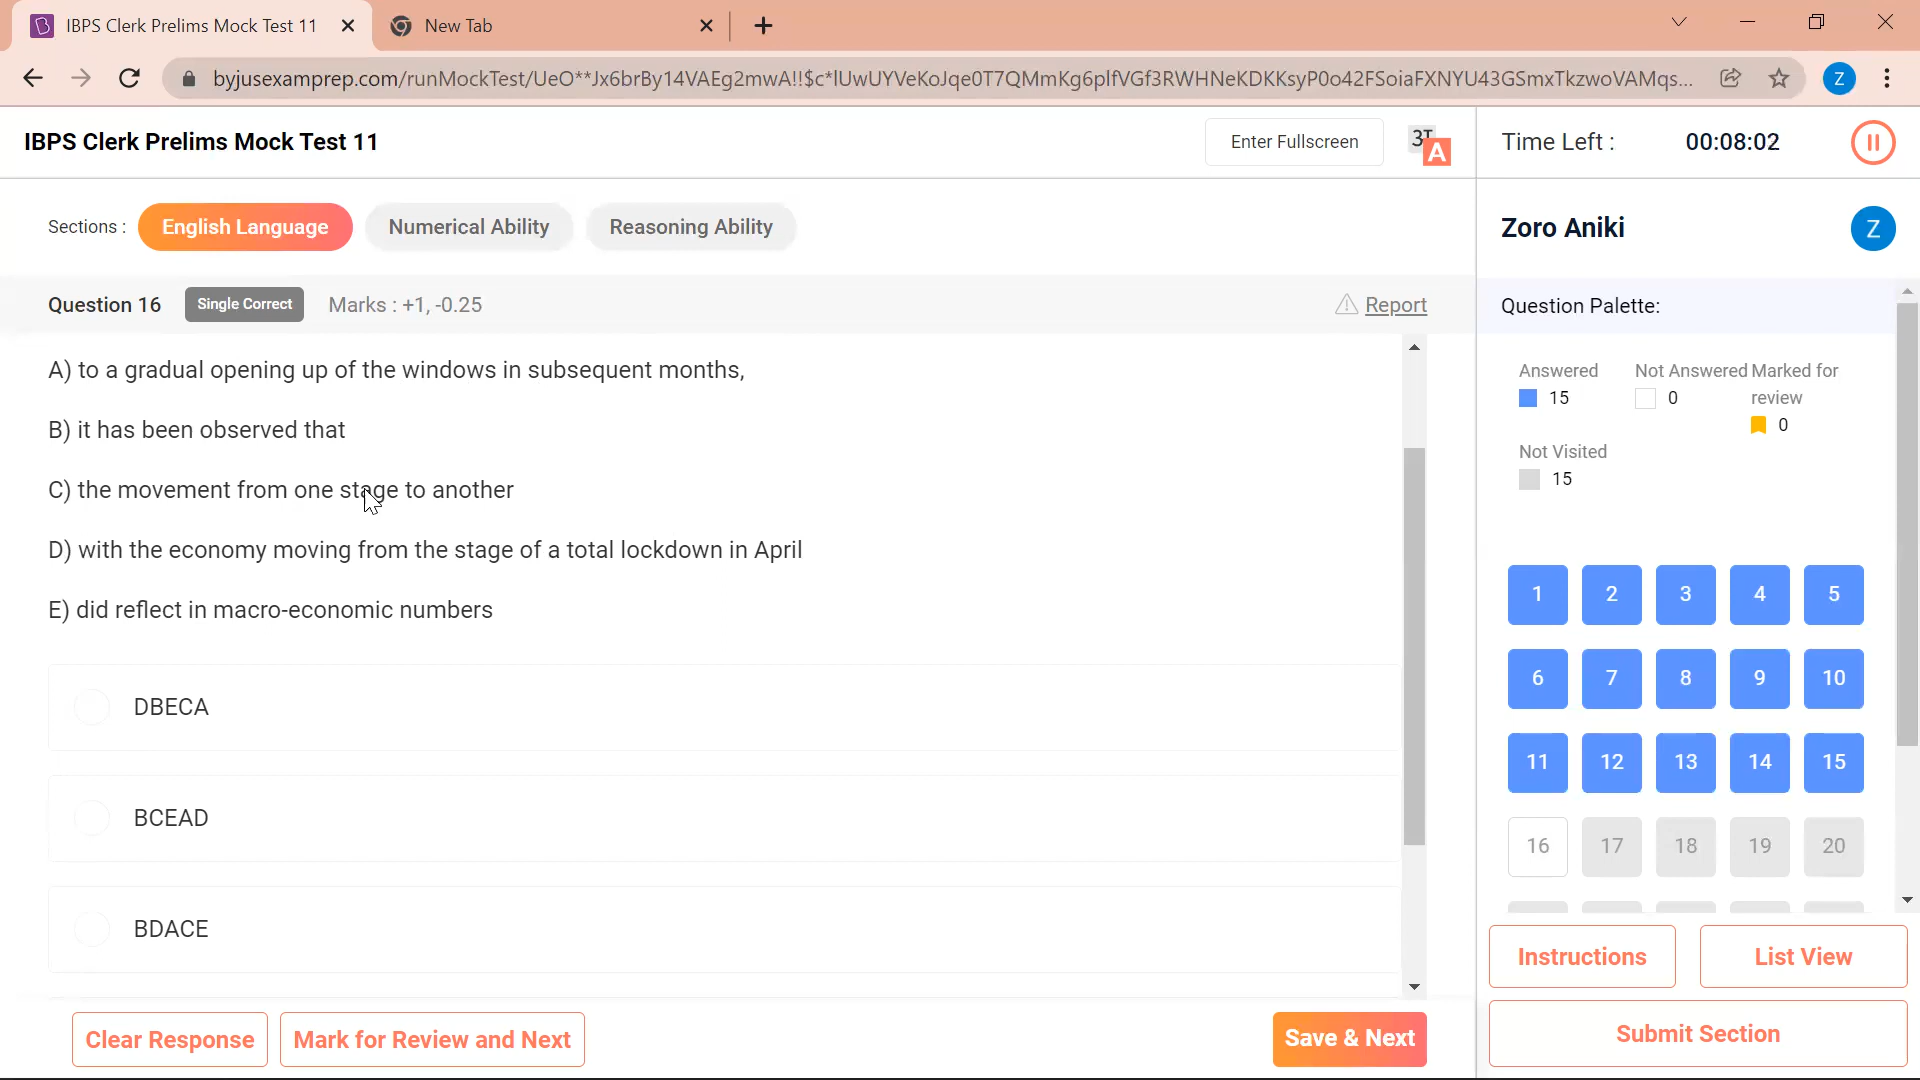 IBPS Clerk Prelims Mock Test 11
New Tab
byjusexamprep.com/runMockTest/UeO**Jx6brBy14VAEg2mwA!!$c*lUwUYVeKoJqe0T7QMmKg6plfVGf3RWHNeKDKKsyP0o42FSoiaFXNYU43GSmxTkzwoVAMqs...
Z
IBPS Clerk Prelims Mock Test 11
Enter Fullscreen
A
Time Left :
00:08:02
Sections :
English Language
Numerical Ability
Reasoning Ability
Zoro Aniki
Z
Question 16
Single Correct
Marks : +1, -0.25
Report
Question Palette:
A) to a gradual opening up of the windows in subsequent months,
B) it has been observed that
C) the movement from one stage to another
D) with the economy moving from the stage of a total lockdown in April
E) did reflect in macro-economic numbers
DBECA
BCEAD
BDACE
Answered
15
Not Answered
0
Marked for
review
0
Not Visited
15
1 2 3 4 5
6 7 8 9 10
11 12 13 14 15
16 17 18 19 20
Instructions
List View
Clear Response
Mark for Review and Next
Save & Next
Submit Section